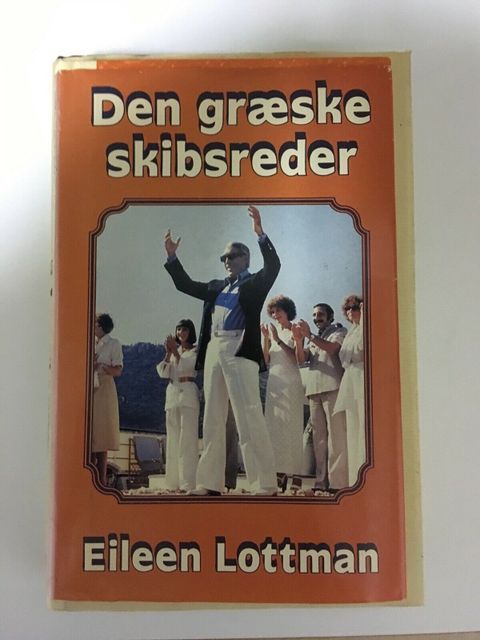 Den græske
skibsreder
Eileen Lottman